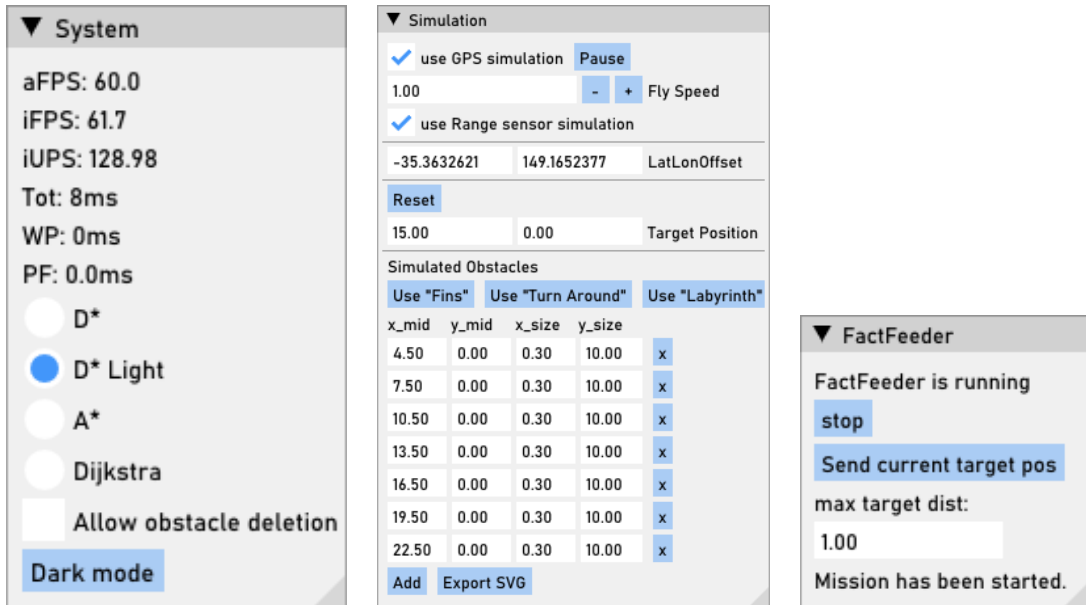 System
aFPS: 60.0
iFPS: 61.7
iUPS: 128.98
Tot: 8ms
WP: 0ms
PF: 0.0ms
D*
D* Light
A*
Dijkstra
Allow obstacle deletion
Dark mode
Simulation
use GPS simulation Pause
1.00 - + Fly Speed
use Range sensor simulation
-35.3632621 149.1652377 LatLonOffset
Reset
15.00 0.00 Target Position
Simulated Obstacles
Use "Fins" Use "Turn Around" Use "Labyrinth"
x_mid y_mid x_size y_size
4.50 0.00 0.30 10.00 x
7.50 0.00 0.30 10.00 x
10.50 0.00 0.30 10.00 x
13.50 0.00 0.30 10.00 x
16.50 0.00 0.30 10.00 x
19.50 0.00 0.30 10.00 x
22.50 0.00 0.30 10.00 x
Add Export SVG
FactFeeder
FactFeeder is running
stop
Send current target pos
max target dist:
1.00
Mission has been started.